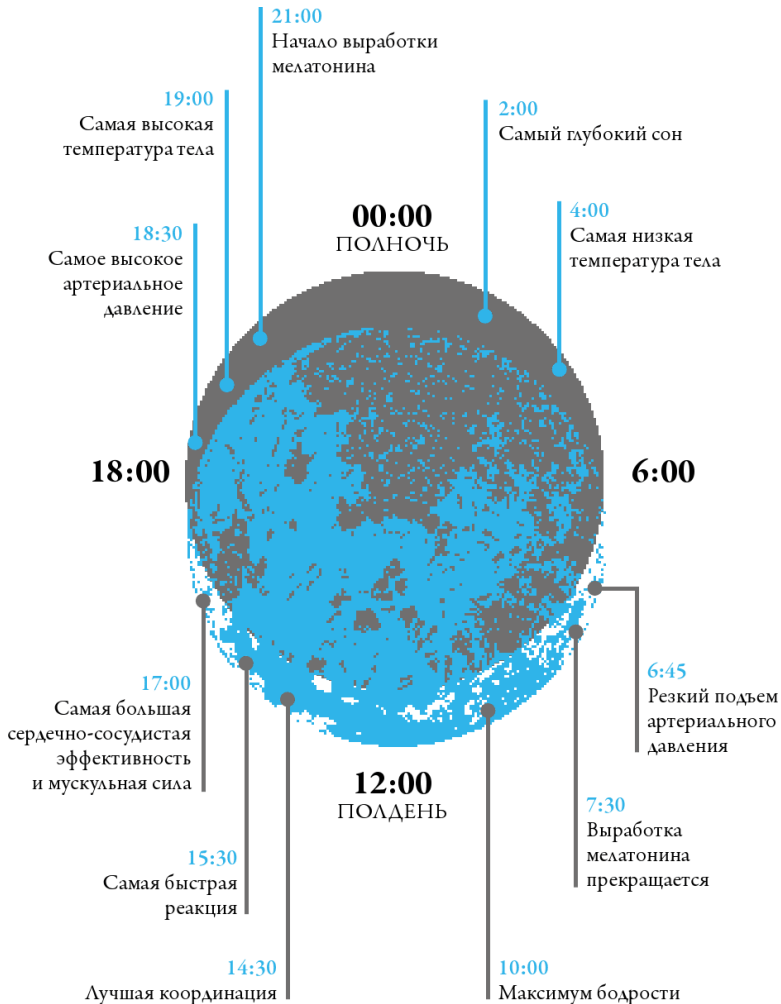 21:00
Начало выработки
мелатонина
19:00
Самая высокая
температура тела
2:00
Самый глубокий сон
00:00
ПОЛНОЧЬ
4:00
Самая низкая
температура тела
18:30
Самое высокое
артериальное
давление
18:00
6:00
17:00
Самая большая
сердечно-сосудистая
эффективность
и мускульная сила
6:45
Резкий подъем
артериального
давления
12:00
ПОЛДЕНЬ
7:30
Выработка
мелатонина
прекращается
15:30
Самая быстрая
реакция
14:30
Лучшая координация
10:00
Максимум бодрости